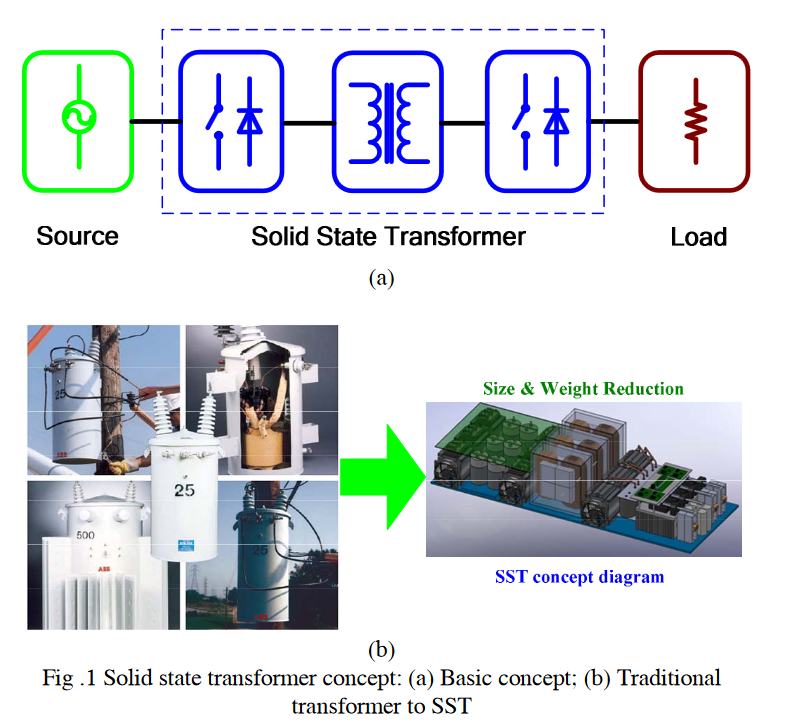 Source
Solid State Transformer
Load
(a)
25
25
500
ABB
25
Size & Weight Reduction
SST concept diagram
(b)
Fig .1 Solid state transformer concept: (a) Basic concept; (b) Traditional
transformer to SST